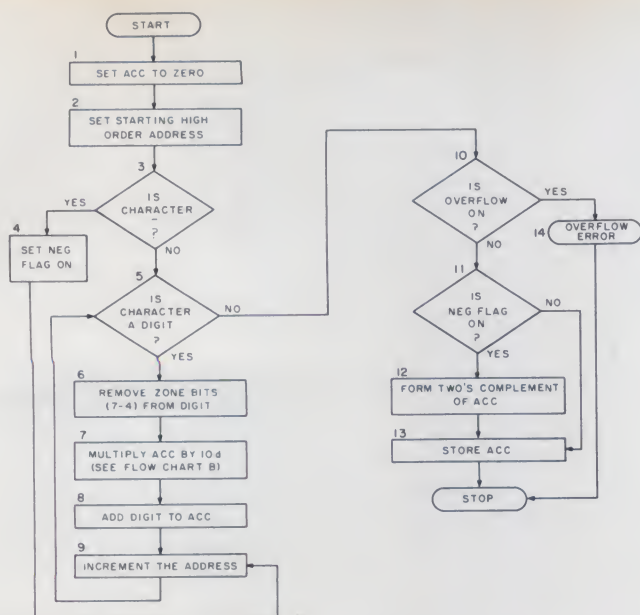 START
1
SET ACC TO ZERO
2
SET STARTING HIGH
ORDER ADDRESS
3
IS
CHARACTER
–
?
YES
NO
4
SET NEG
FLAG ON
5
IS
CHARACTER
A DIGIT
?
NO
YES
6
REMOVE ZONE BITS
(7-4) FROM DIGIT
7
MULTIPLY ACC BY 10d
(SEE FLOW CHART B)
8
ADD DIGIT TO ACC
9
INCREMENT THE ADDRESS
10
IS
OVERFLOW
ON
?
YES
NO
14
OVERFLOW
ERROR
11
IS
NEG FLAG
ON
?
NO
YES
12
FORM TWO'S COMPLEMENT
OF ACC
13
STORE ACC
STOP